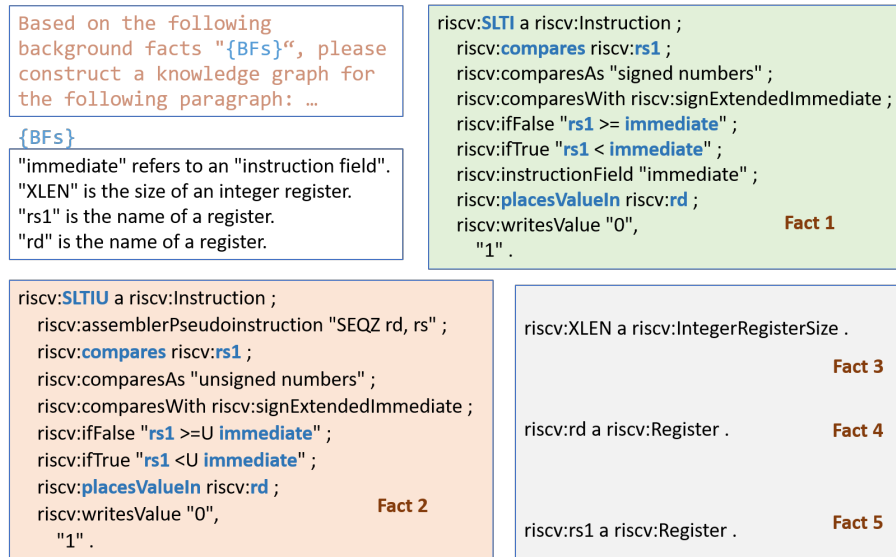 Based on the following
background facts "{BFs}“, please
construct a knowledge graph for
the following paragraph: …
{BFs}
"immediate" refers to an "instruction field".
"XLEN" is the size of an integer register.
"rs1" is the name of a register.
"rd" is the name of a register.
riscv:SLTI a riscv:Instruction ;
riscv:compares riscv:rs1 ;
riscv:comparesAs "signed numbers" ;
riscv:comparesWith riscv:signExtendedImmediate ;
riscv:ifFalse "rs1 >= immediate" ;
riscv:ifTrue "rs1 < immediate" ;
riscv:instructionField "immediate" ;
riscv:placesValueIn riscv:rd ;
riscv:writesValue "0",
"1" .
Fact 1
riscv:SLTIU a riscv:Instruction ;
riscv:assemblerPseudoinstruction "SEQZ rd, rs" ;
riscv:compares riscv:rs1 ;
riscv:comparesAs "unsigned numbers" ;
riscv:comparesWith riscv:signExtendedImmediate ;
riscv:ifFalse "rs1 >=U immediate" ;
riscv:ifTrue "rs1 <U immediate" ;
riscv:placesValueIn riscv:rd ;
riscv:writesValue "0",
"1" .
Fact 2
riscv:XLEN a riscv:IntegerRegisterSize .
Fact 3
riscv:rd a riscv:Register .
Fact 4
riscv:rs1 a riscv:Register .
Fact 5